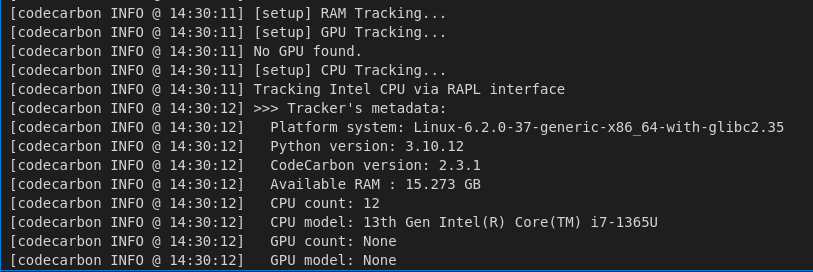 [codecarbon INFO @ 14:30:11] [setup] RAM Tracking...
[codecarbon INFO @ 14:30:11] [setup] GPU Tracking...
[codecarbon INFO @ 14:30:11] No GPU found.
[codecarbon INFO @ 14:30:11] [setup] CPU Tracking...
[codecarbon INFO @ 14:30:11] Tracking Intel CPU via RAPL interface
[codecarbon INFO @ 14:30:12] >>> Tracker's metadata:
[codecarbon INFO @ 14:30:12]   Platform system: Linux-6.2.0-37-generic-x86_64-with-glibc2.35
[codecarbon INFO @ 14:30:12]   Python version: 3.10.12
[codecarbon INFO @ 14:30:12]   CodeCarbon version: 2.3.1
[codecarbon INFO @ 14:30:12]   Available RAM : 15.273 GB
[codecarbon INFO @ 14:30:12]   CPU count: 12
[codecarbon INFO @ 14:30:12]   CPU model: 13th Gen Intel(R) Core(TM) i7-1365U
[codecarbon INFO @ 14:30:12]   GPU count: None
[codecarbon INFO @ 14:30:12]   GPU model: None